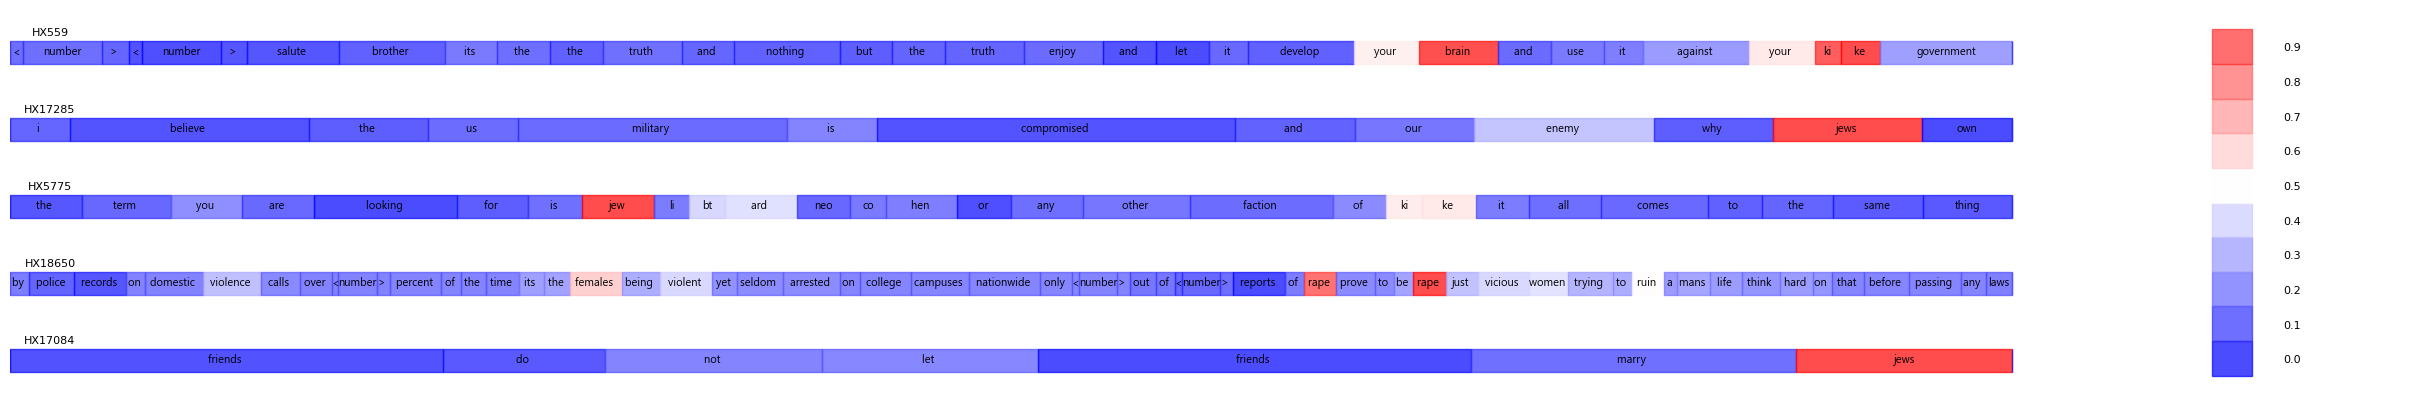 HX559
< number > < number > salute brother its the the truth and nothing but the truth enjoy and let it develop your brain and use it against your ki ke government
HX17285
i believe the us military is compromised and our enemy why jews own
HX5775
the term you are looking for is jew li bt ard neo co hen or any other faction of ki ke it all comes to the same thing
HX18650
by police records on domestic violence calls over < number > percent of the time its the females being violent yet seldom arrested on college campuses nationwide only < number > out of < number > reports of rape prove to be rape just vicious women trying to ruin a mans life think hard on that before passing any laws
HX17084
friends do not let friends marry jews
0.9
0.8
0.7
0.6
0.5
0.4
0.3
0.2
0.1
0.0